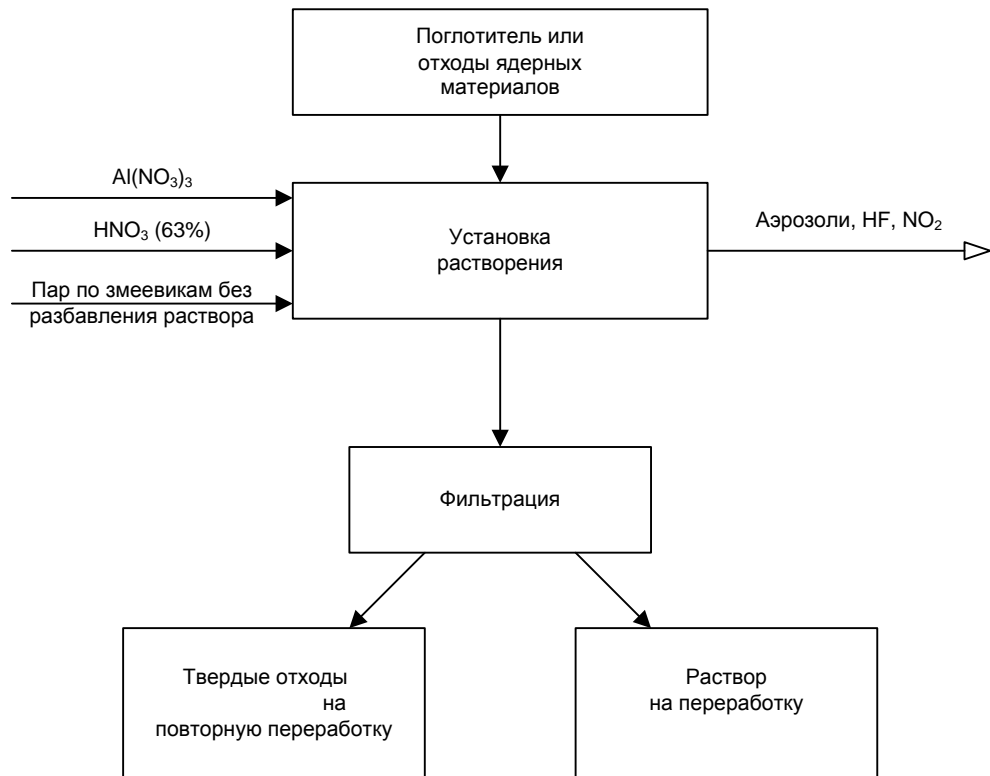 Поглотитель или
отходы ядерных
материалов
Al(NO₃)₃
HNO₃ (63%)
Пар по змеевикам без
разбавления раствора
Установка
растворения
Аэрозоли, HF, NO₂
Фильтрация
Твердые отходы
на
повторную переработку
Раствор
на переработку